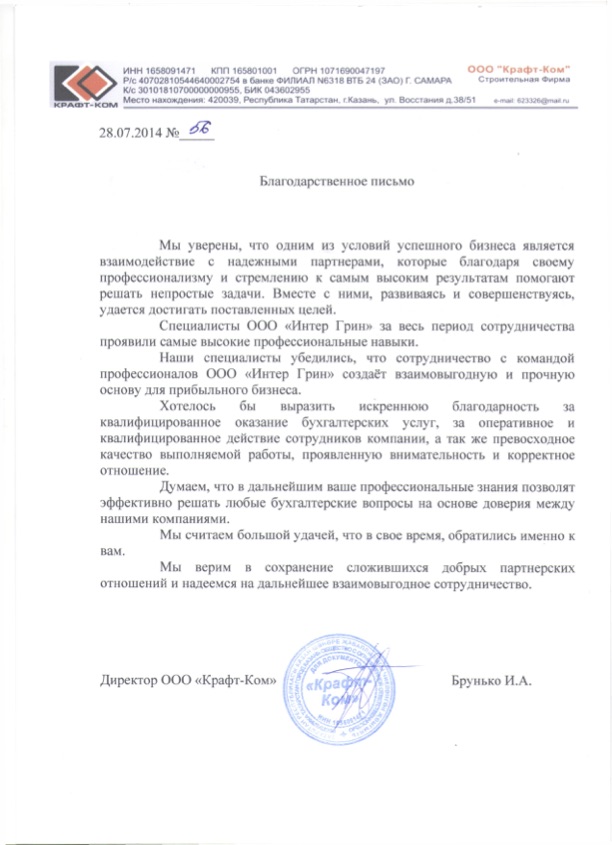 ИНН 1658091471 КПП 165801001 ОГРН 1071690047197
Р/с 40702810544640002754 в банке ФИЛИАЛ N6318 ВТБ 24 (ЗАО) Г. САМАРА
К/с 30101810700000000955, БИК 043602955
Место нахождения: 420039, Республика Татарстан, г.Казань, ул. Восстания д.38/51
ООО "Крафт-Ком"
Строительная Фирма
e-mail: 623326@mail.ru
КРАФТ-КОМ
28.07.2014 № 56
Благодарственное письмо
Мы уверены, что одним из условий успешного бизнеса является
взаимодействие с надежными партнерами, которые благодаря своему
профессионализму и стремлению к самым высоким результатам помогают
решать непростые задачи. Вместе с ними, развиваясь и совершенствуясь,
удается достигать поставленных целей.
Специалисты ООО «Интер Грин» за весь период сотрудничества
проявили самые высокие профессиональные навыки.
Наши специалисты убедились, что сотрудничество с командой
профессионалов ООО «Интер Грин» создаёт взаимовыгодную и прочную
основу для прибыльного бизнеса.
Хотелось бы выразить искреннюю благодарность за
квалифицированное оказание бухгалтерских услуг, за оперативное и
квалифицированное действие сотрудников компании, а так же превосходное
качество выполняемой работы, проявленную внимательность и корректное
отношение.
Думаем, что в дальнейшим ваше профессиональные знания позволят
эффективно решать любые бухгалтерские вопросы на основе доверия между
нашими компаниями.
Мы считаем большой удачей, что в свое время, обратились именно к
вам.
Мы верим в сохранение сложившихся добрых партнерских
отношений и надеемся на дальнейшее взаимовыгодное сотрудничество.
Директор ООО «Крафт-Ком»
Брунько И.А.
ДЛЯ ДОКУМЕНТОВ
«Крафт-
Ком»